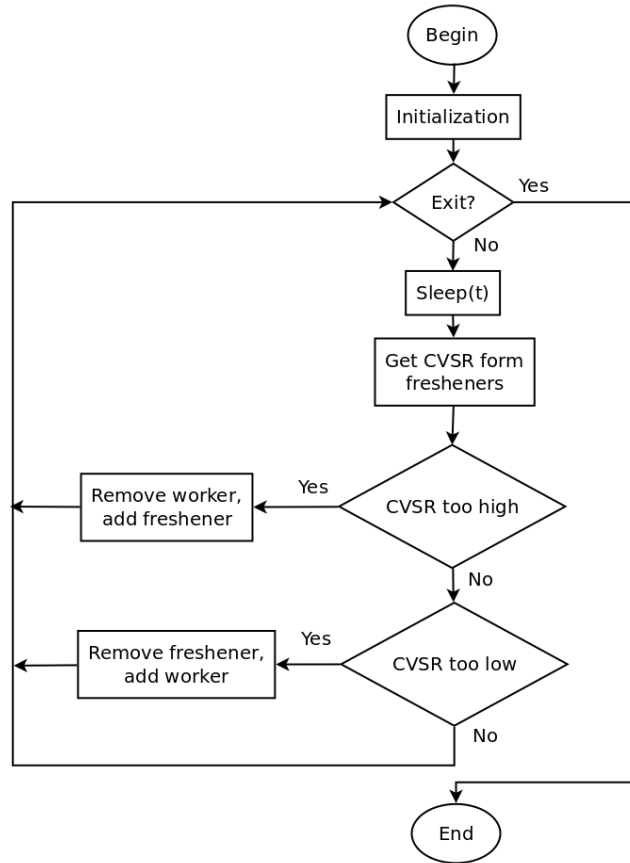 Begin
Initialization
Exit?
Yes
No
Sleep(t)
Get CVSR form
fresheners
CVSR too high
Yes
Remove worker,
add freshener
No
CVSR too low
Yes
Remove freshener,
add worker
No
End